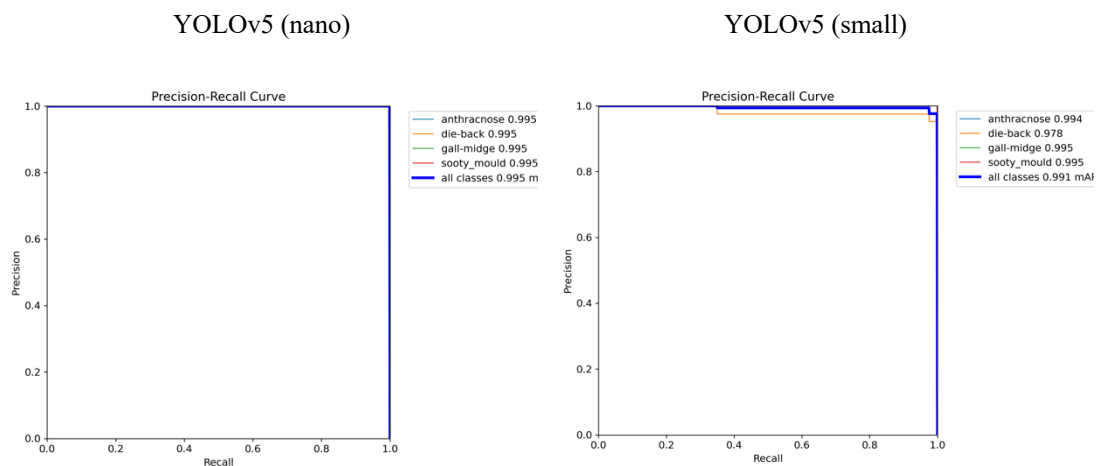 YOLOv5 (nano)
YOLOv5 (small)
Precision-Recall Curve
1.0
0.8
0.6
0.4
0.2
0.0
Precision
0.0 0.2 0.4 0.6 0.8 1.0
Recall
anthracnose 0.995
die-back 0.995
gall-midge 0.995
sooty_mould 0.995
all classes 0.995 m
Precision-Recall Curve
1.0
0.8
0.6
0.4
0.2
0.0
Precision
0.0 0.2 0.4 0.6 0.8 1.0
Recall
anthracnose 0.994
die-back 0.978
gall-midge 0.995
sooty_mould 0.995
all classes 0.991 mAP